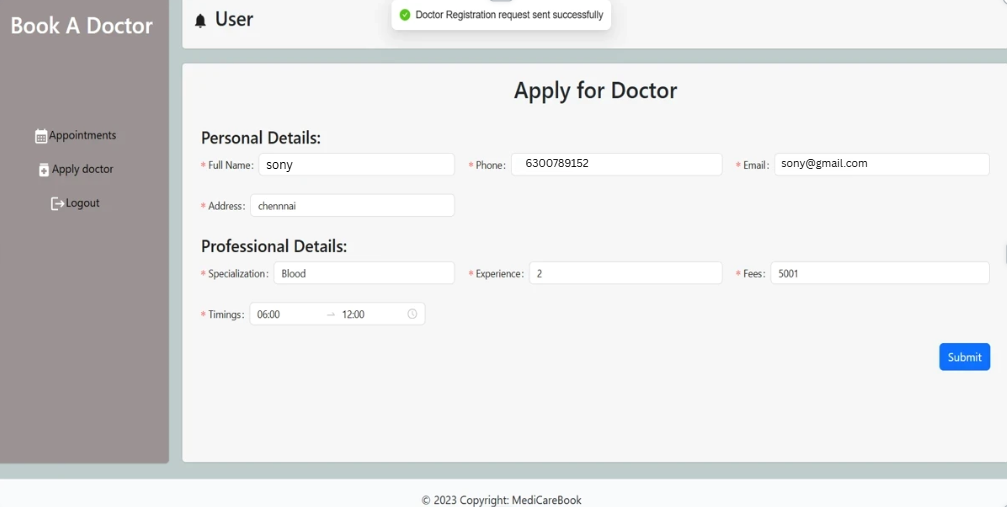 Book A Doctor
User
Doctor Registration request sent successfully
Appointments
Apply doctor
Logout
Apply for Doctor
Personal Details:
* Full Name: sony * Phone: 6300789152 * Email: sony@gmail.com
* Address: chennnai
Professional Details:
* Specialization: Blood * Experience: 2 * Fees: 5001
* Timings: 06:00 → 12:00
Submit
© 2023 Copyright: MediCareBook